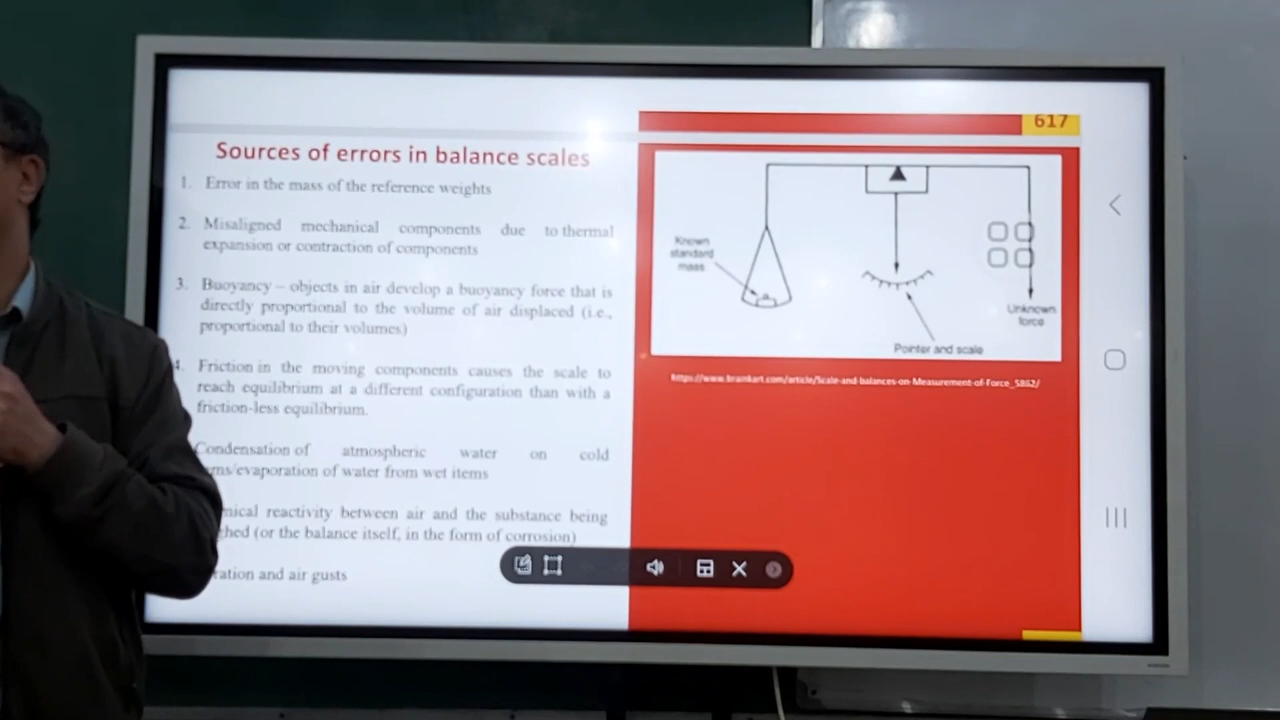 617
Sources of errors in balance scales
1. Error in the mass of the reference weights
2. Misaligned mechanical components due to thermal
expansion or contraction of components
3. Buoyancy – objects in air develop a buoyancy force that is
directly proportional to the volume of air displaced (i.e.,
proportional to their volumes)
4. Friction in the moving components causes the scale to
reach equilibrium at a different configuration than with a
friction-less equilibrium.
Condensation of atmospheric water on cold
ms/evaporation of water from wet items
mical reactivity between air and the substance being
hed (or the balance itself, in the form of corrosion)
ration and air gusts
Known
standard
mass
Unknown
force
Pointer and scale
https://www.brainkart.com/article/Scale-and-balances-on-Measurement-of-Force_5862/